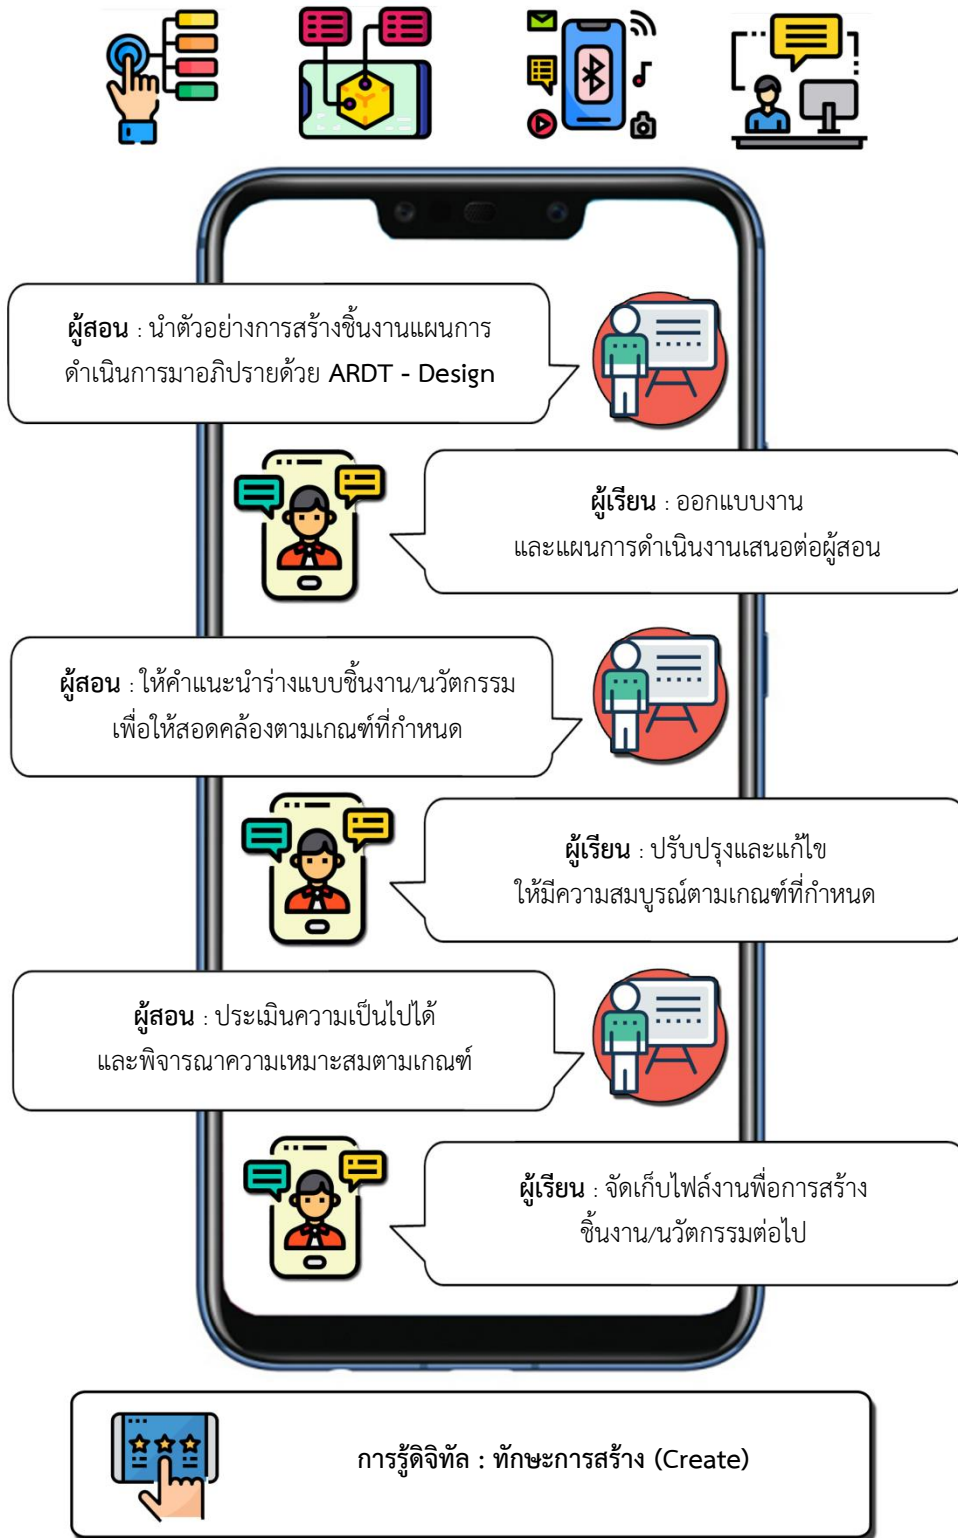 ผู้สอน : นำตัวอย่างการสร้างชิ้นงานแผนการ
ดำเนินการมาอภิปรายด้วย ARDT - Design
ผู้เรียน : ออกแบบงาน
และแผนการดำเนินงานเสนอต่อผู้สอน
ผู้สอน : ให้คำแนะนำร่างแบบชิ้นงาน/นวัตกรรม
เพื่อให้สอดคล้องตามเกณฑ์ที่กำหนด
ผู้เรียน : ปรับปรุงและแก้ไข
ให้มีความสมบูรณ์ตามเกณฑ์ที่กำหนด
ผู้สอน : ประเมินความเป็นไปได้
และพิจารณาความเหมาะสมตามเกณฑ์
ผู้เรียน : จัดเก็บไฟล์งานพื่อการสร้าง
ชิ้นงาน/นวัตกรรมต่อไป
การรู้ดิจิทัล : ทักษะการสร้าง (Create)